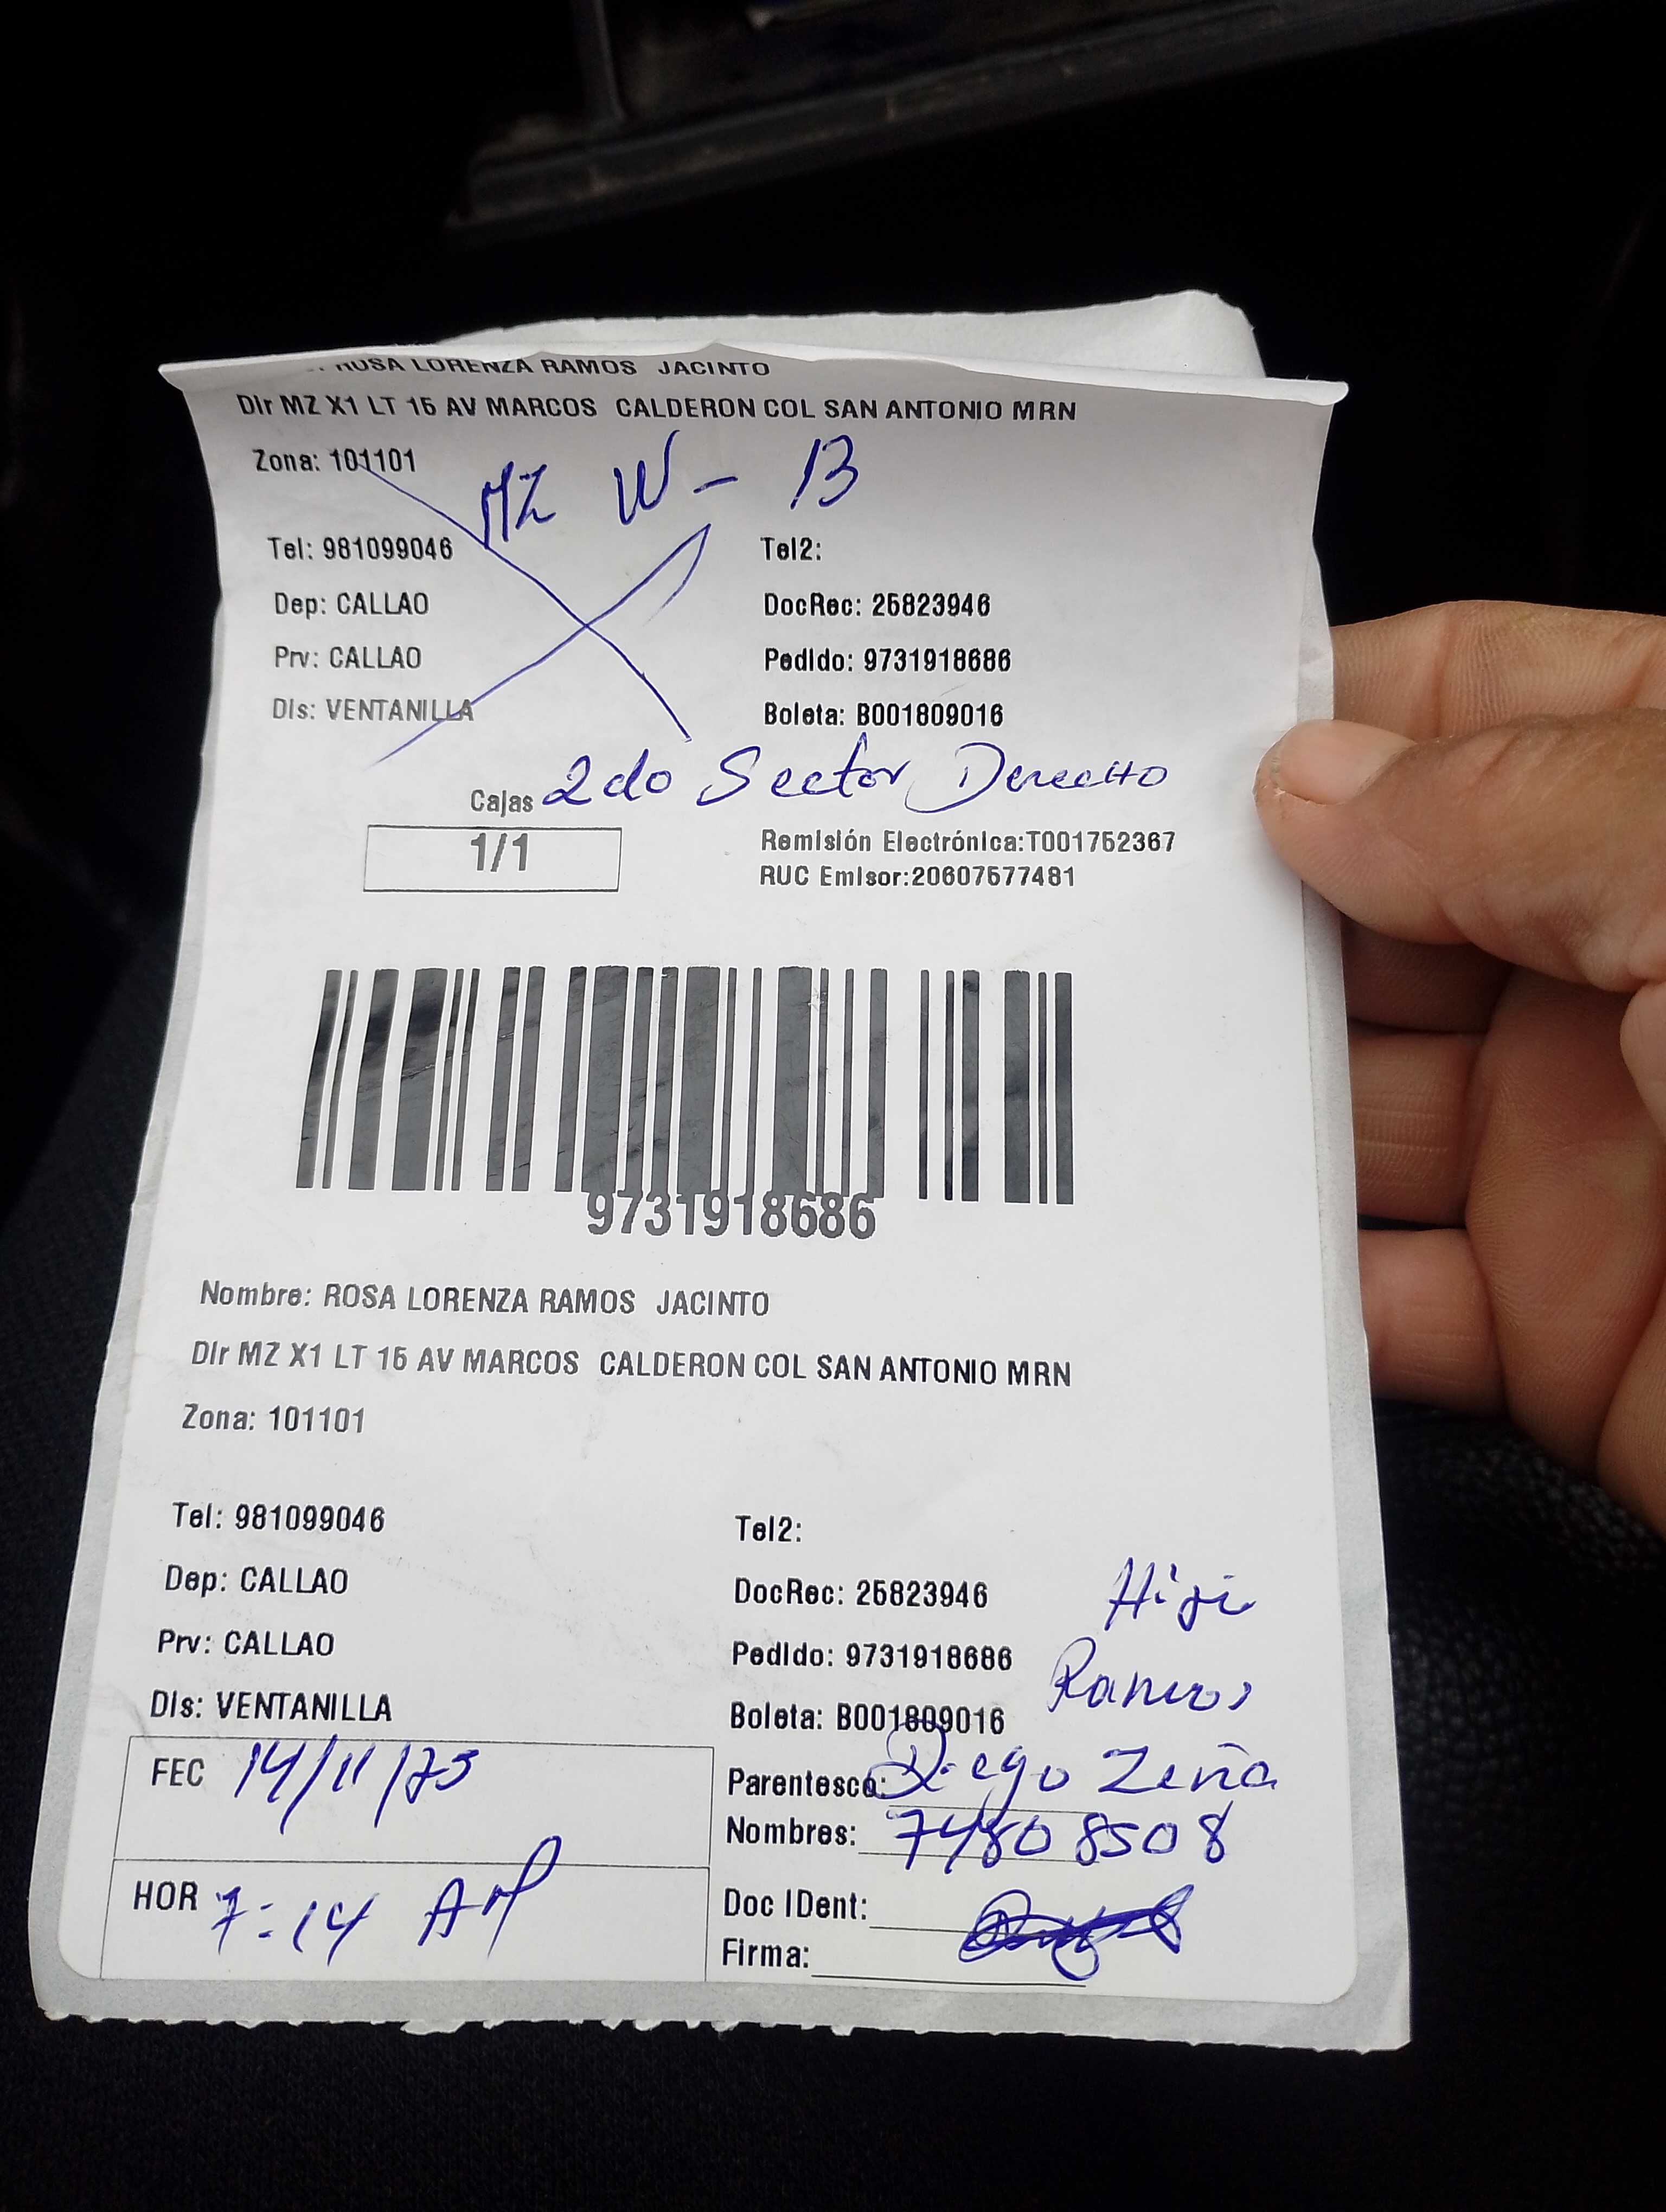 ROSA LORENZA RAMOS JACINTO
Dir MZ X1 LT 15 AV MARCOS CALDERON COL SAN ANTONIO MRN
Zona: 101101
MZ W - 13
Tel: 981099046 Tel2:
Dep: CALLAO DocRec: 25823946
Prv: CALLAO Pedido: 9731918686
Dis: VENTANILLA Boleta: B001809016
Cajas 2do Sector Derecho
1/1
Remisión Electrónica:T001752367
RUC Emisor:20607577481
9731918686
Nombre: ROSA LORENZA RAMOS JACINTO
Dir MZ X1 LT 15 AV MARCOS CALDERON COL SAN ANTONIO MRN
Zona: 101101
Tel: 981099046 Tel2:
Dep: CALLAO DocRec: 25823946
Prv: CALLAO Pedido: 9731918686
Ramos
Dis: VENTANILLA Boleta: B001809016
FEC 14/11/23 Parentesco: Diego Zeña
Nombres: 74808508
HOR 7:14 AM Doc IDent:
Firma: